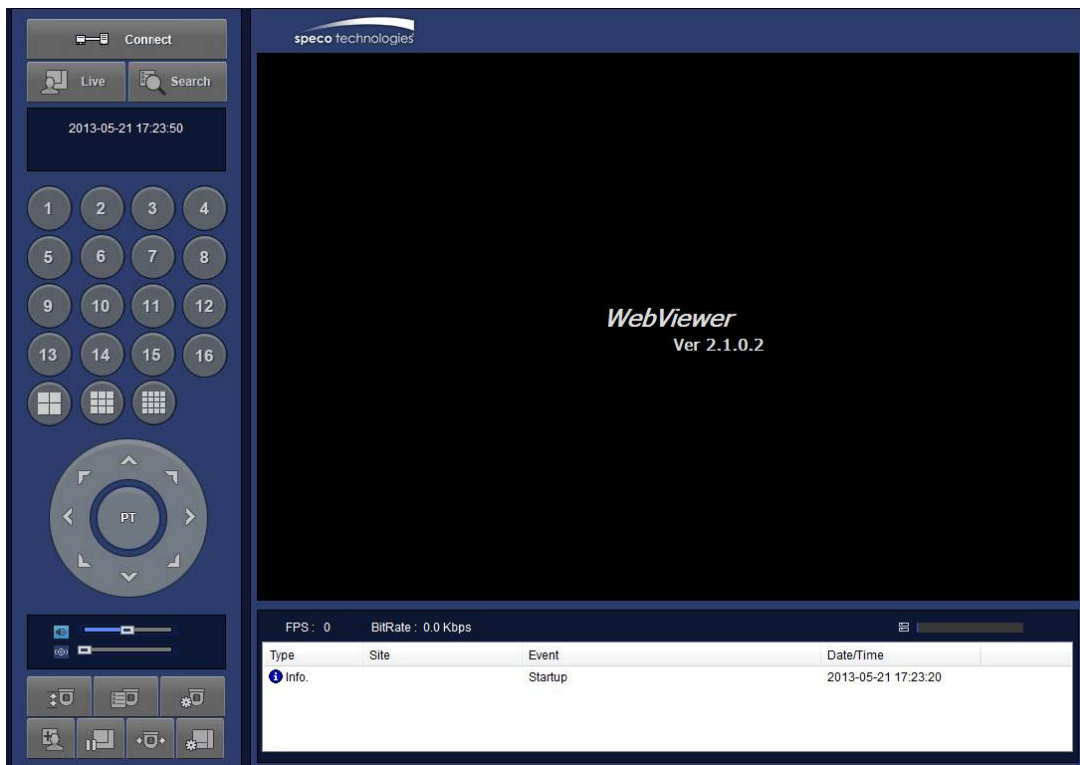 Connect
Live
Search
2013-05-21 17:23:50
1 2 3 4
5 6 7 8
9 10 11 12
13 14 15 16
PT
speco technologies
WebViewer
Ver 2.1.0.2
FPS : 0 BitRate : 0.0 Kbps
Type Site Event Date/Time
Info. Startup 2013-05-21 17:23:20